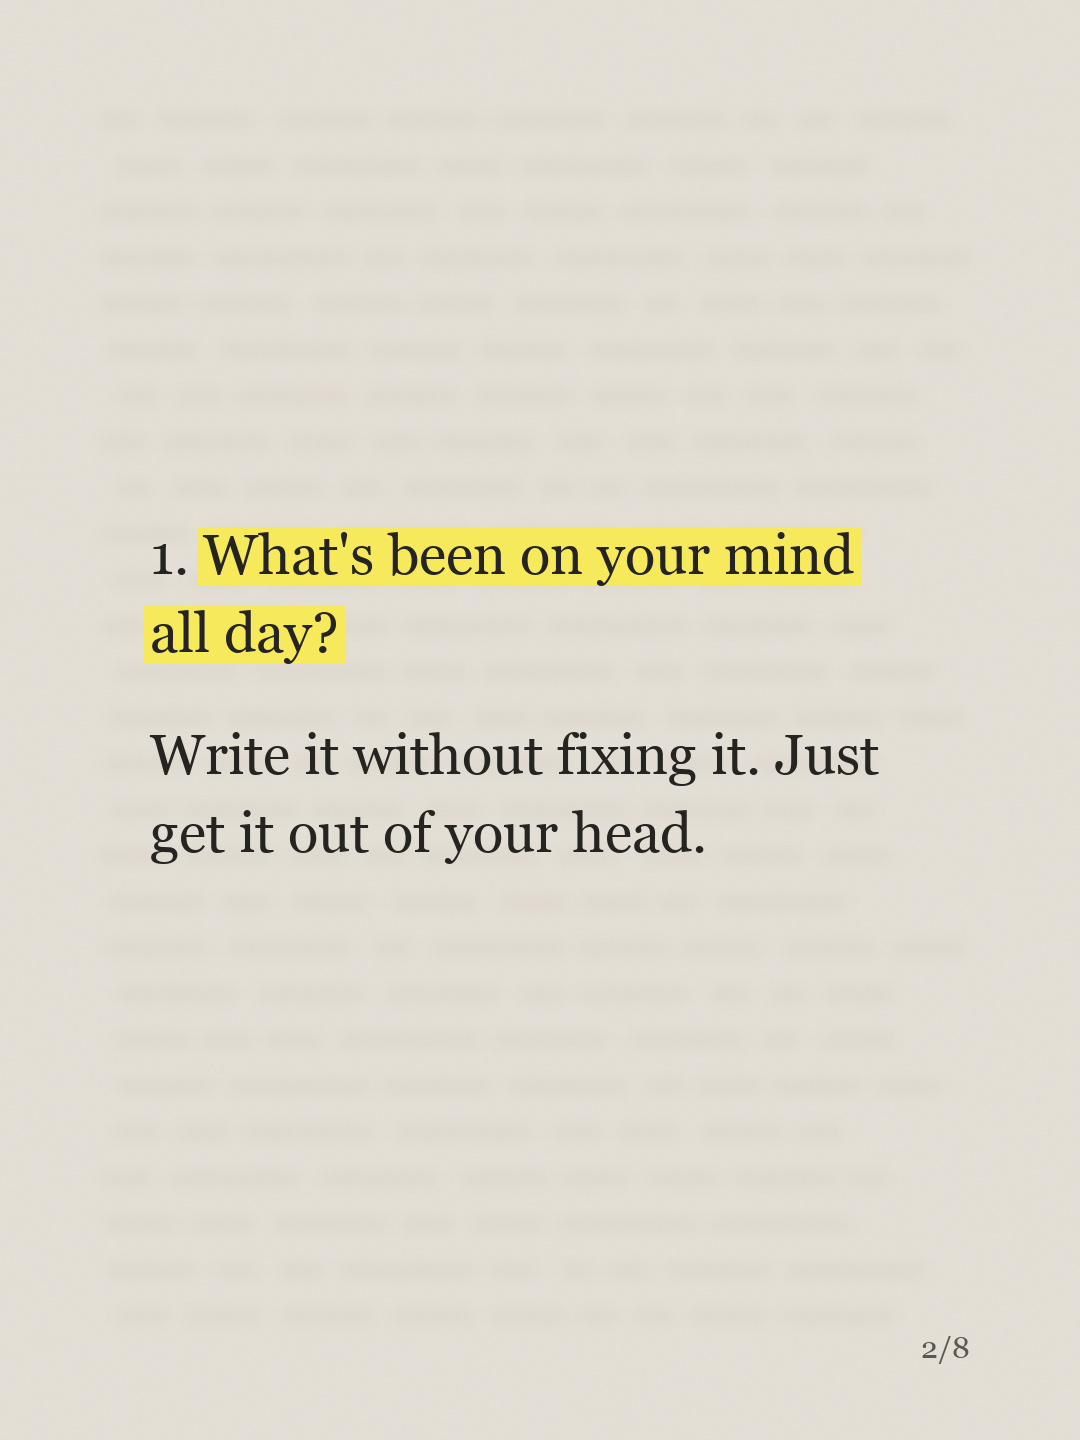 1. What's been on your mind
all day?
Write it without fixing it. Just
get it out of your head.
2/8